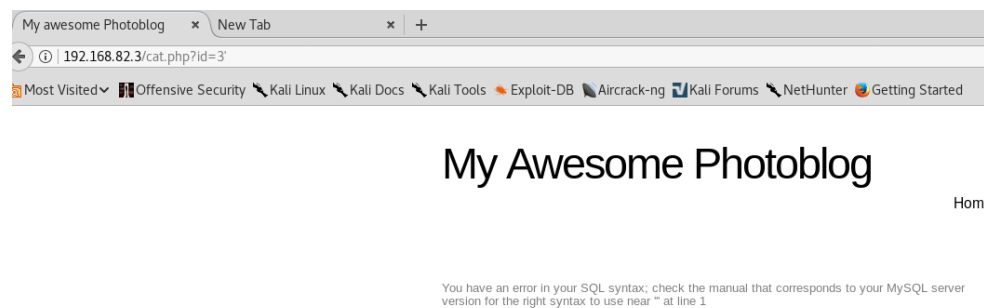 My awesome Photoblog × New Tab × +
192.168.82.3/cat.php?id=3'
Most Visited Offensive Security Kali Linux Kali Docs Kali Tools Exploit-DB Aircrack-ng Kali Forums NetHunter Getting Started
My Awesome Photoblog
Hom
You have an error in your SQL syntax; check the manual that corresponds to your MySQL server
version for the right syntax to use near ''' at line 1